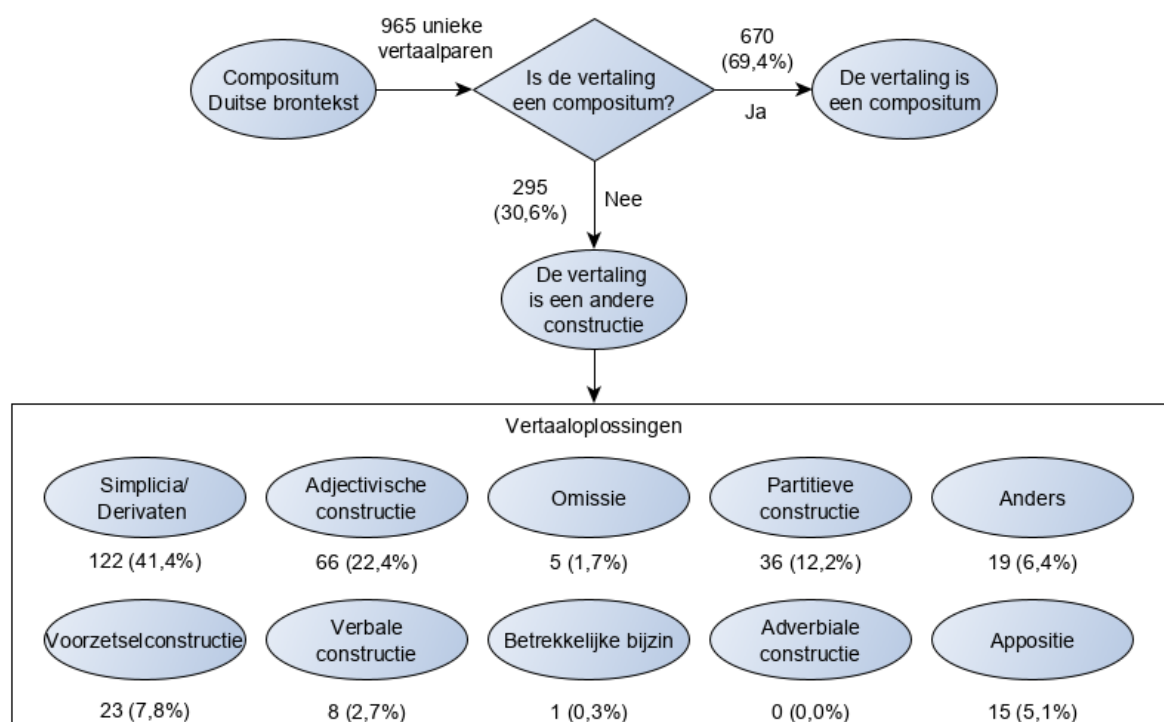 965 unieke
vertaalparen
670
(69,4%)
Compositum
Duitse brontekst
Is de vertaling
een compositum?
Ja
De vertaling is
een compositum
295
(30,6%)
Nee
De vertaling
is een andere
constructie
Vertaaloplossingen
Simplicia/
Derivaten
Adjectivische
constructie
Omissie
Partitieve
constructie
Anders
122 (41,4%)
66 (22,4%)
5 (1,7%)
36 (12,2%)
19 (6,4%)
Voorzetselconstructie
Verbale
constructie
Betrekkelijke bijzin
Adverbiale
constructie
Appositie
23 (7,8%)
8 (2,7%)
1 (0,3%)
0 (0,0%)
15 (5,1%)